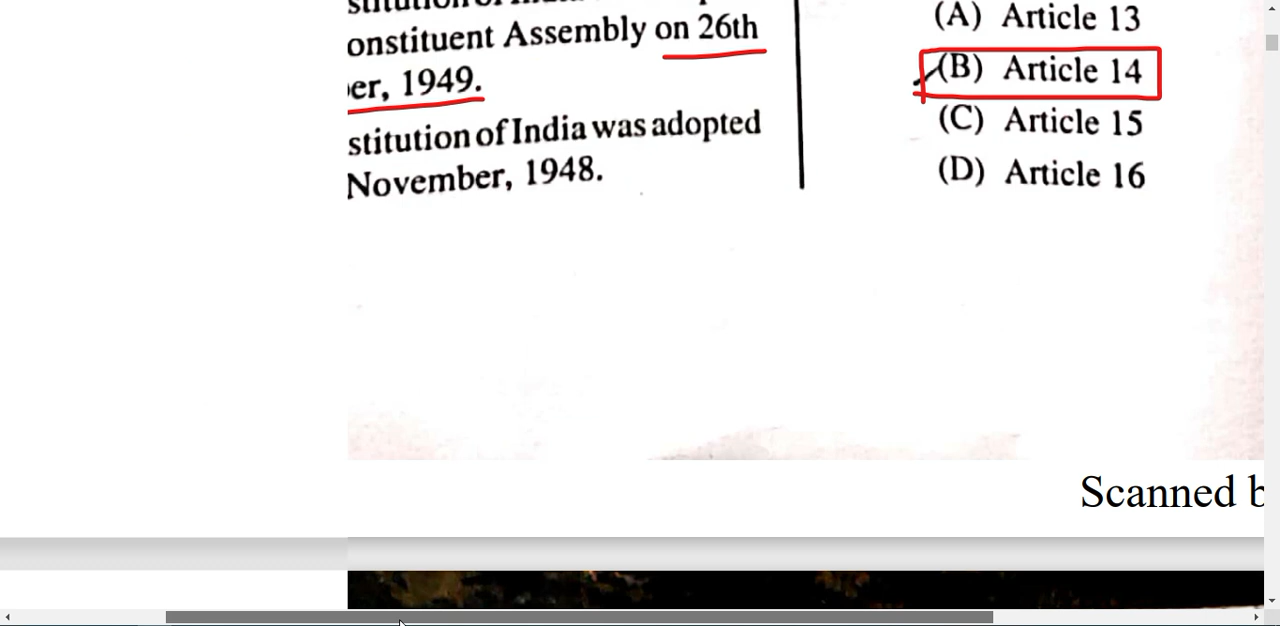 onstituent Assembly on 26th
er, 1949.
stitution of India was adopted
November, 1948.
(A) Article 13
(B) Article 14
(C) Article 15
(D) Article 16
Scanned b